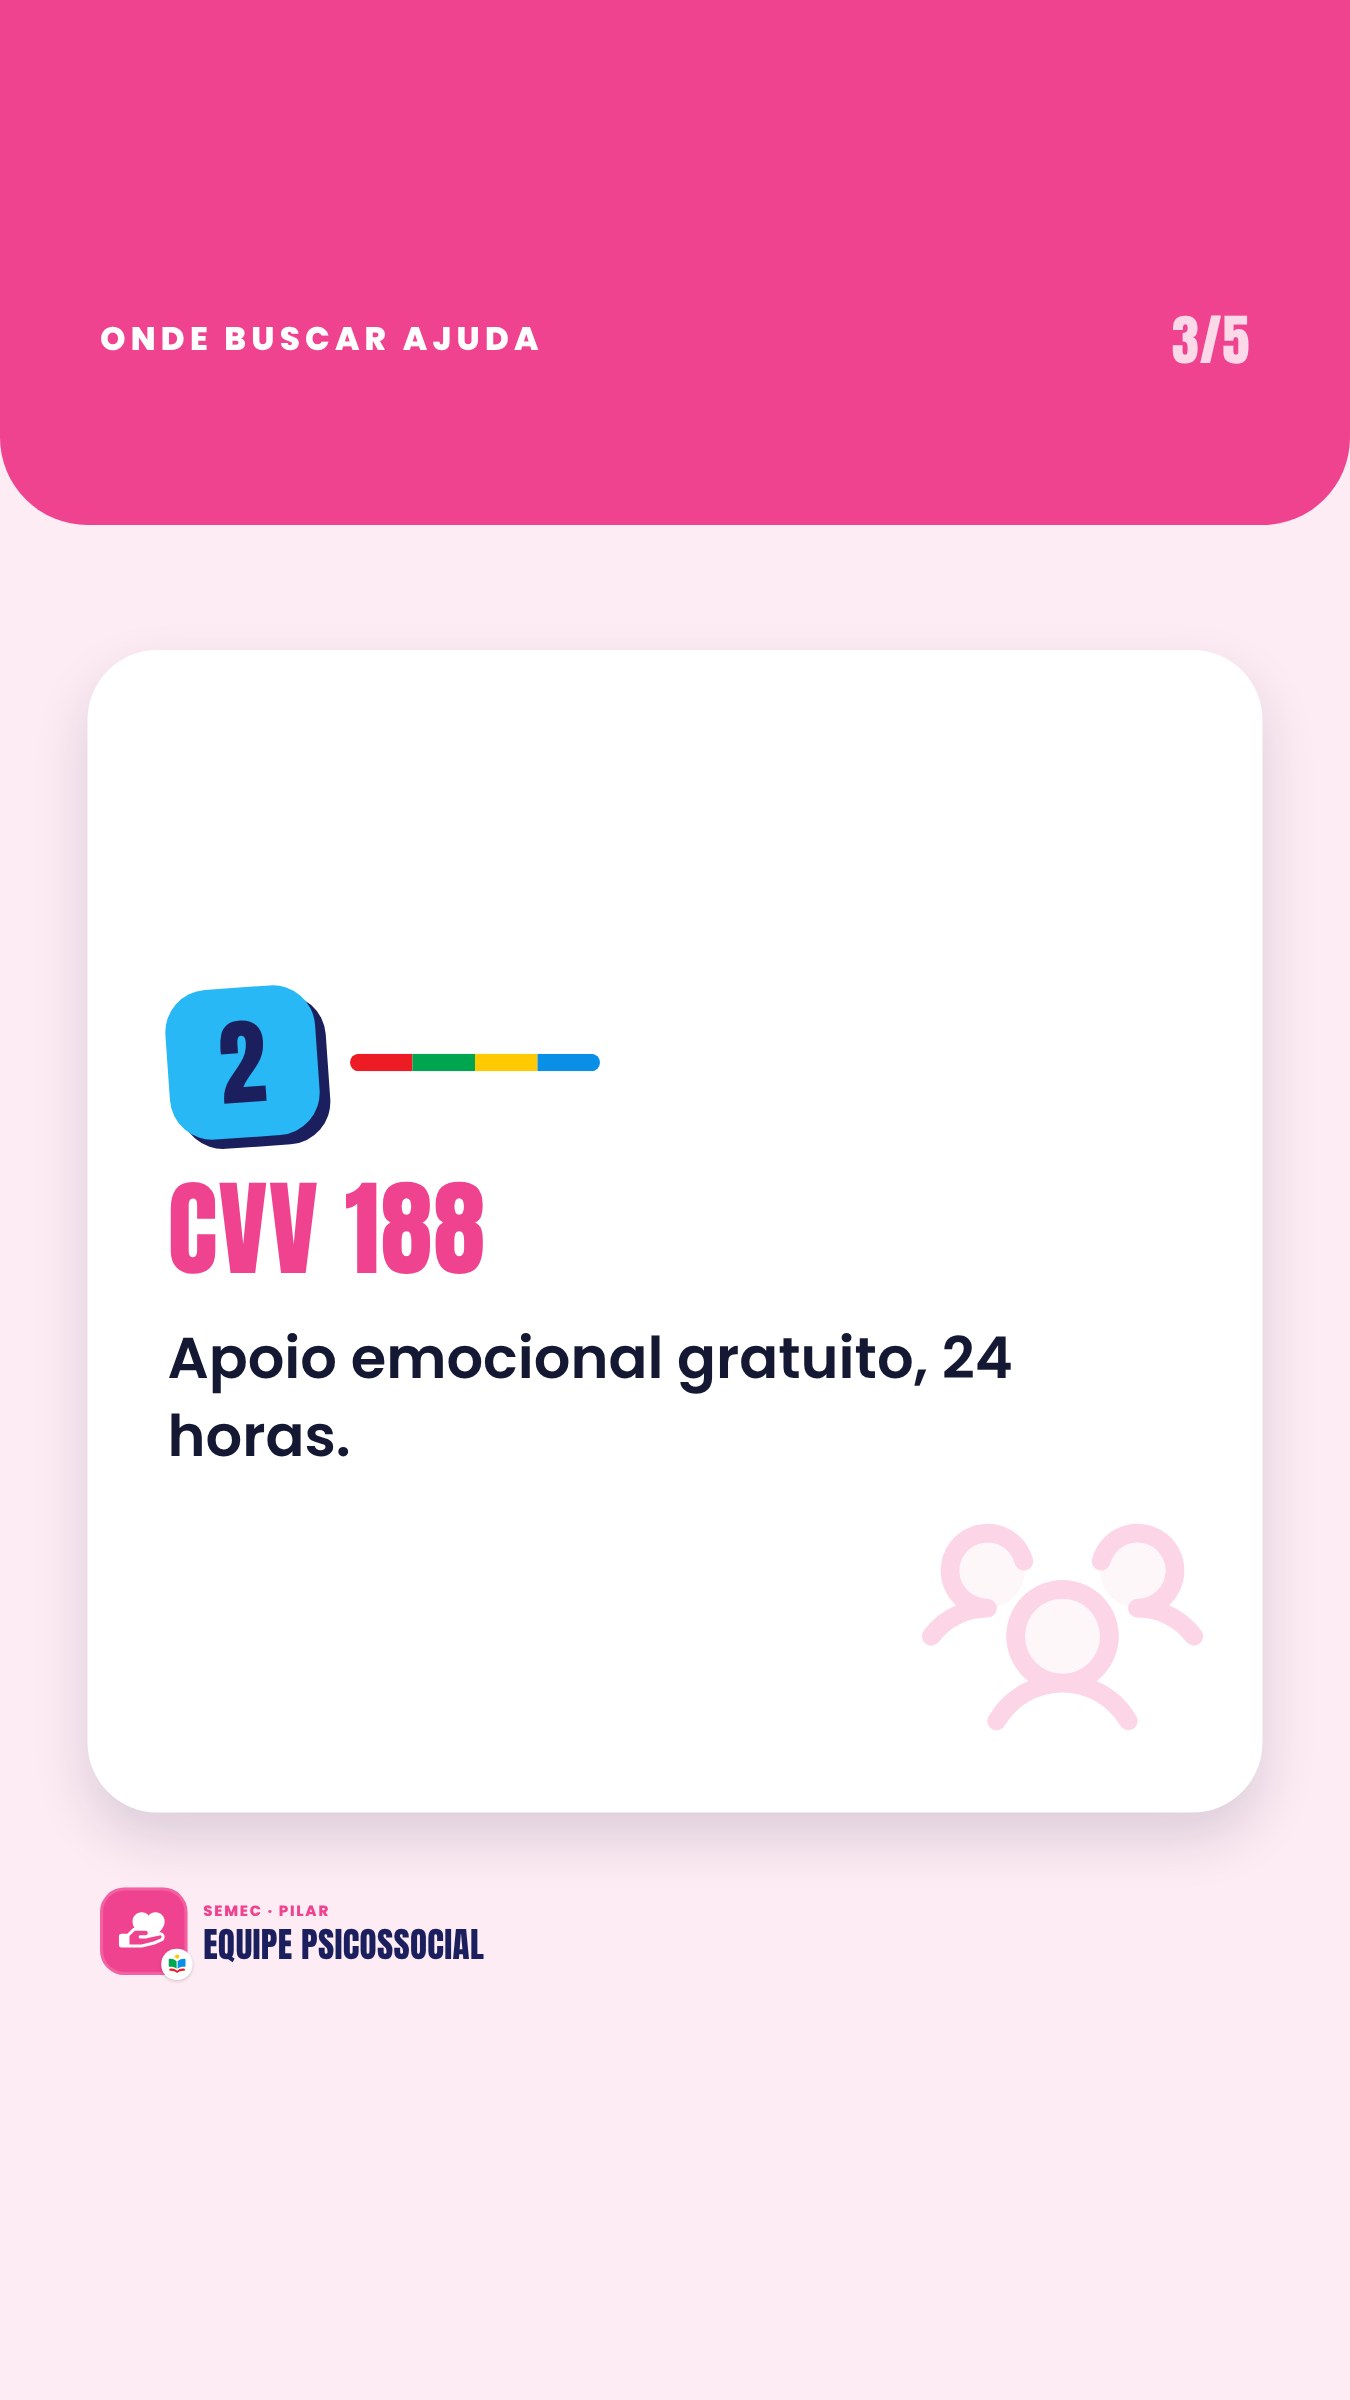 ONDE BUSCAR AJUDA
3/5
2
CVV 188
Apoio emocional gratuito, 24
horas.
SEMEC · PILAR
EQUIPE PSICOSSOCIAL